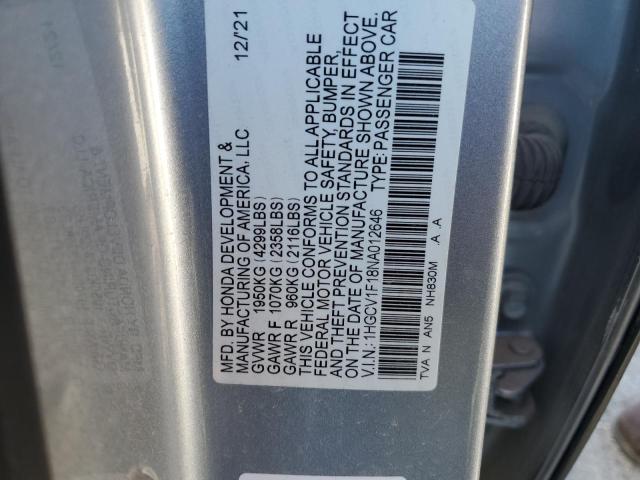 MFD. BY HONDA DEVELOPMENT & 12/21
MANUFACTURING OF AMERICA, LLC
GVWR 1950KG (4299LBS)
GAWR F 1070KG (2358LBS)
GAWR R 960KG (2116LBS)
THIS VEHICLE CONFORMS TO ALL APPLICABLE
FEDERAL MOTOR VEHICLE SAFETY, BUMPER,
AND THEFT PREVENTION STANDARDS IN EFFECT
ON THE DATE OF MANUFACTURE SHOWN ABOVE.
V.I.N.: 1HGCV1F18NA012646 TYPE: PASSENGER CAR
TVA N AN5 NH830M .A .A